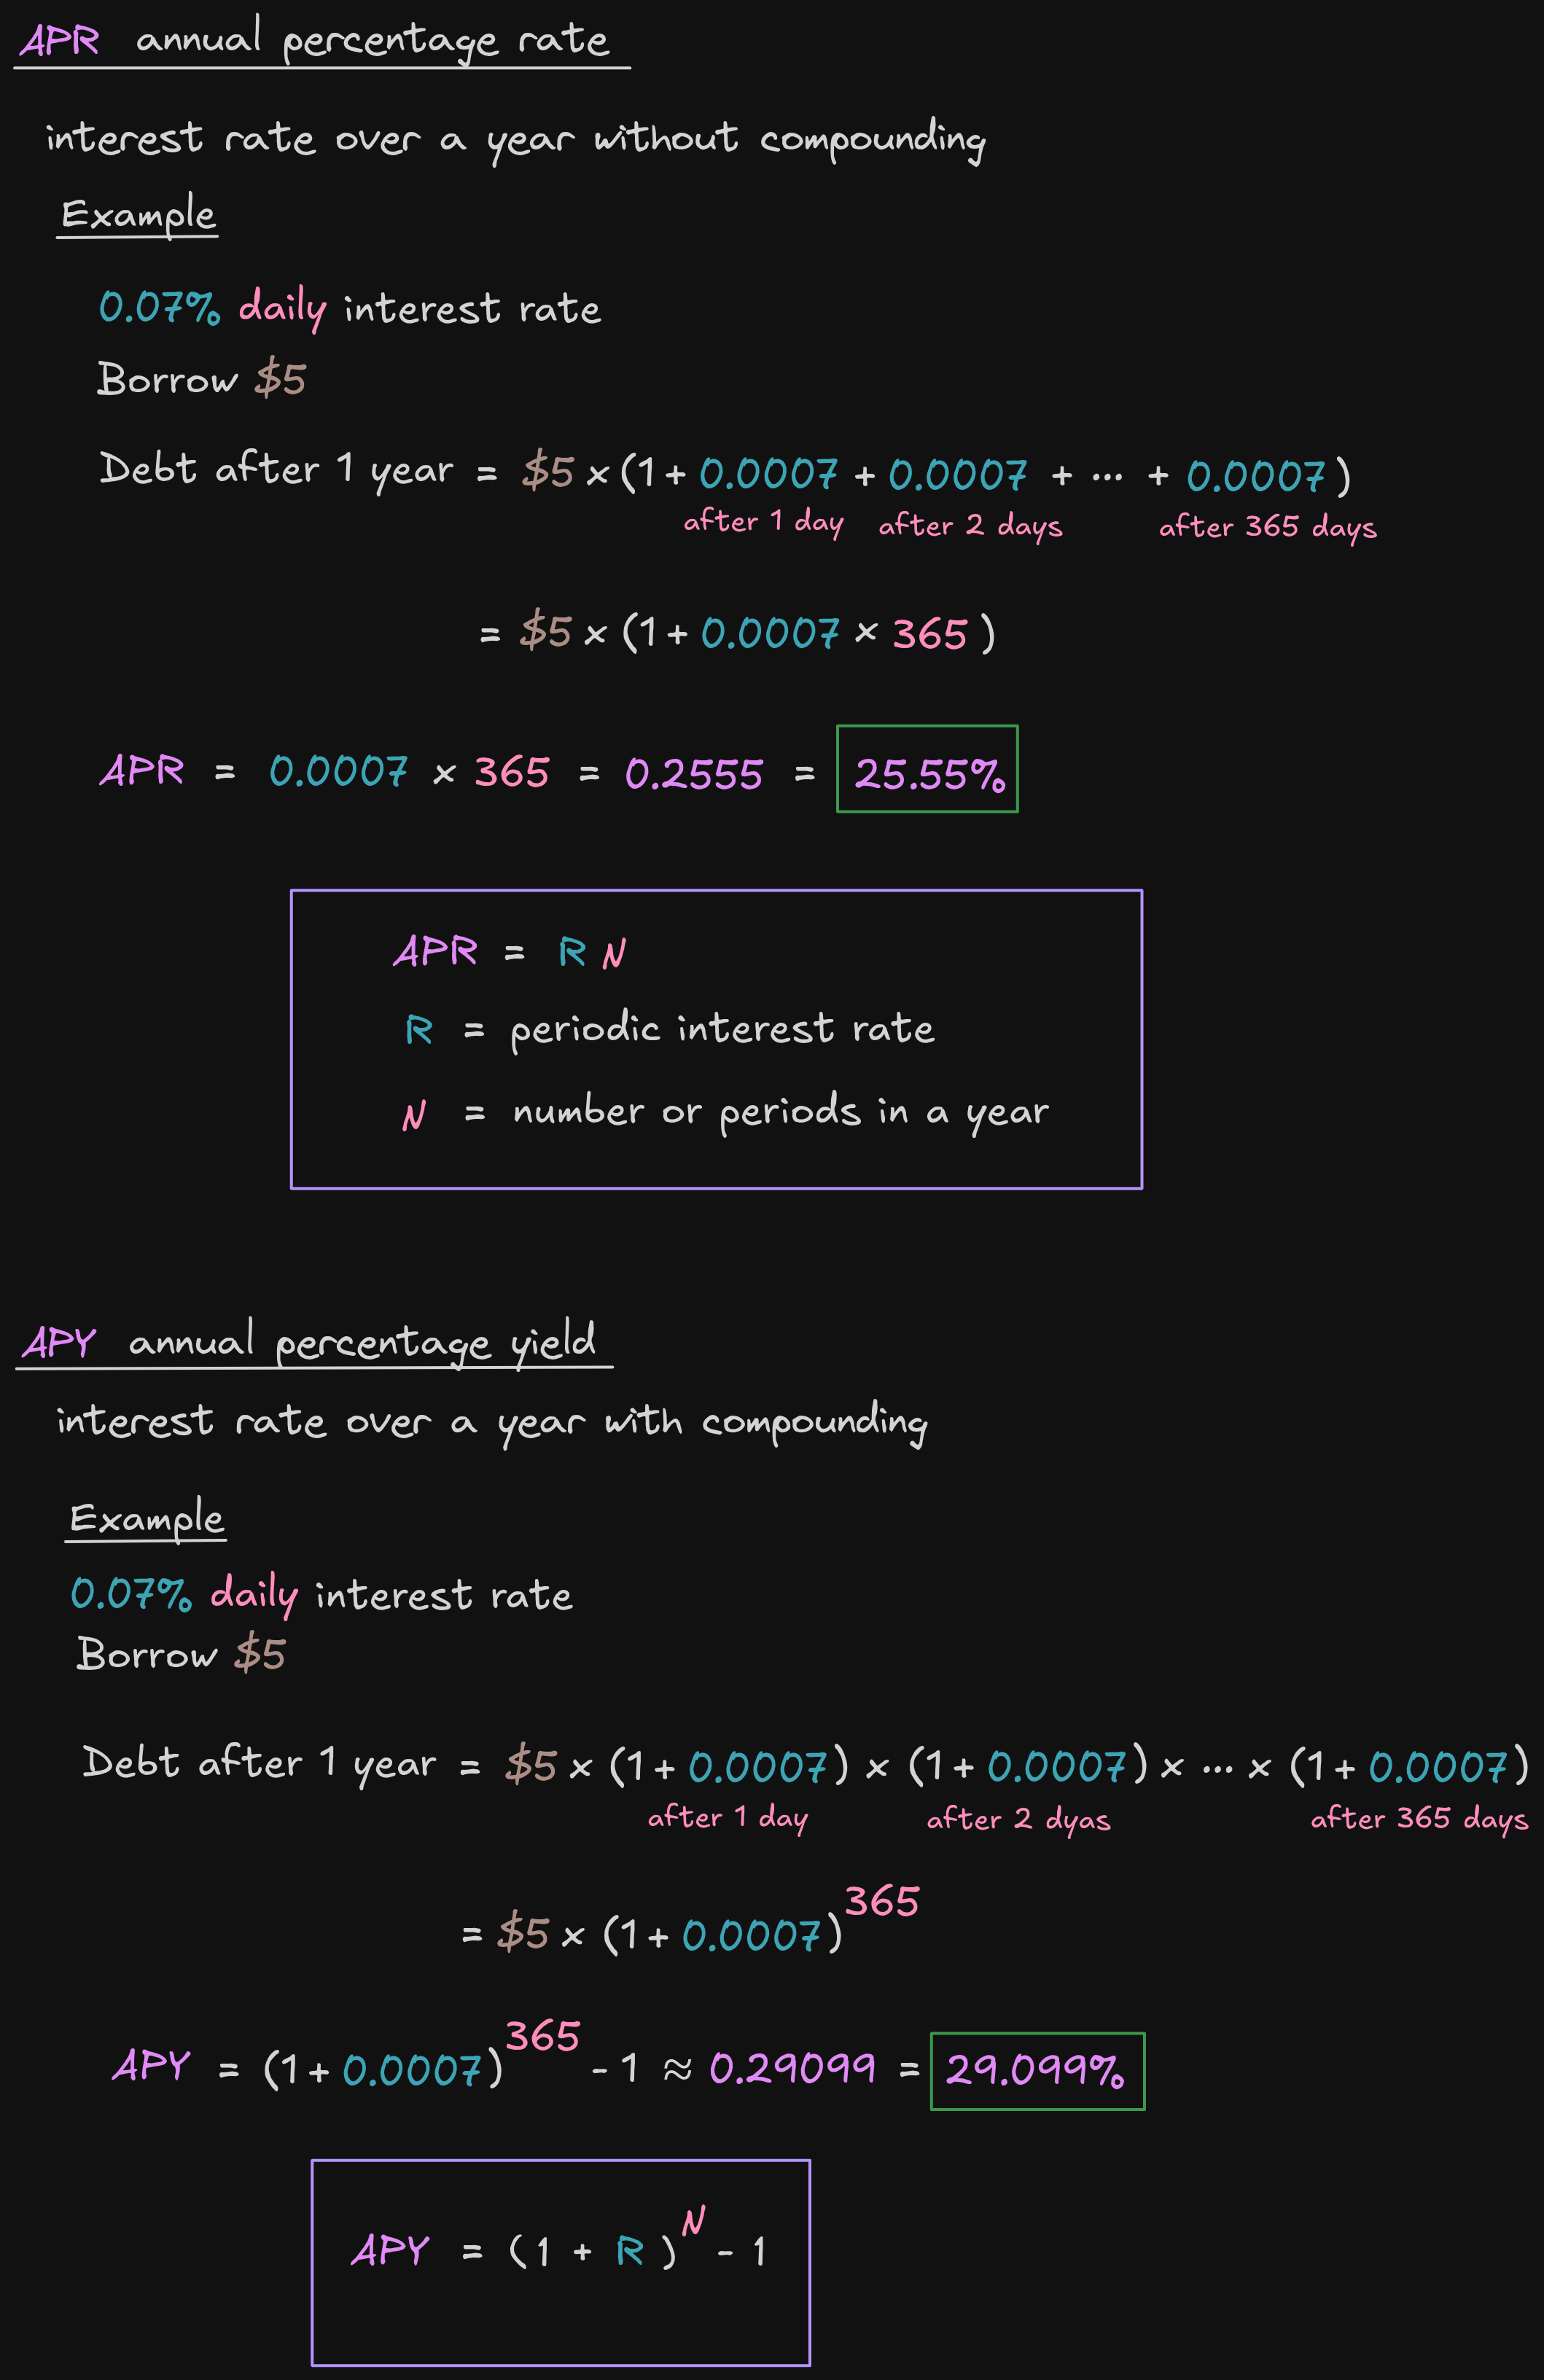 APR annual percentage rate
interest rate over a year without compounding
Example
0.07% daily interest rate
Borrow $5
Debt after 1 year = $5 × (1 + 0.0007 + 0.0007 + ... + 0.0007)
after 1 day after 2 days after 365 days
= $5 × (1 + 0.0007 × 365)
APR = 0.0007 × 365 = 0.2555 = 25.55%
APR = R N
R = periodic interest rate
N = number or periods in a year
APY annual percentage yield
interest rate over a year with compounding
Example
0.07% daily interest rate
Borrow $5
Debt after 1 year = $5 × (1 + 0.0007) × (1 + 0.0007) × ... × (1 + 0.0007)
after 1 day after 2 dyas after 365 days
= $5 × (1 + 0.0007)^365
APY = (1 + 0.0007)^365 - 1 ≈ 0.29099 = 29.099%
APY = (1 + R)^N - 1